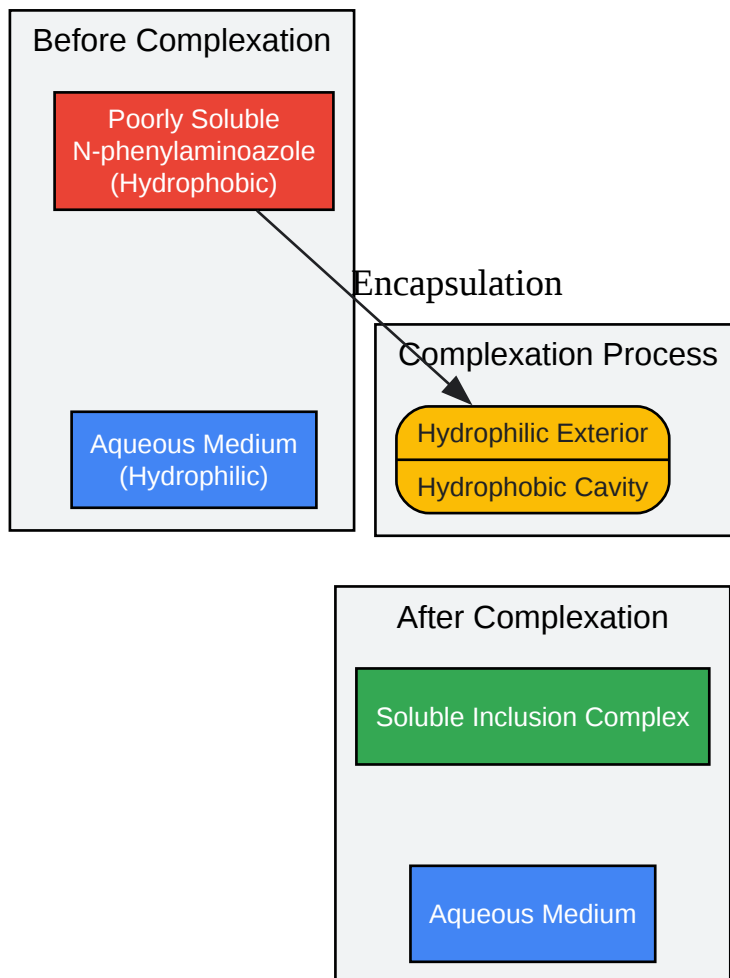 Before Complexation
Poorly Soluble
N-phenylaminoazole
(Hydrophobic)
Encapsulation
Complexation Process
Aqueous Medium
(Hydrophilic)
Hydrophilic Exterior
Hydrophobic Cavity
After Complexation
Soluble Inclusion Complex
Aqueous Medium